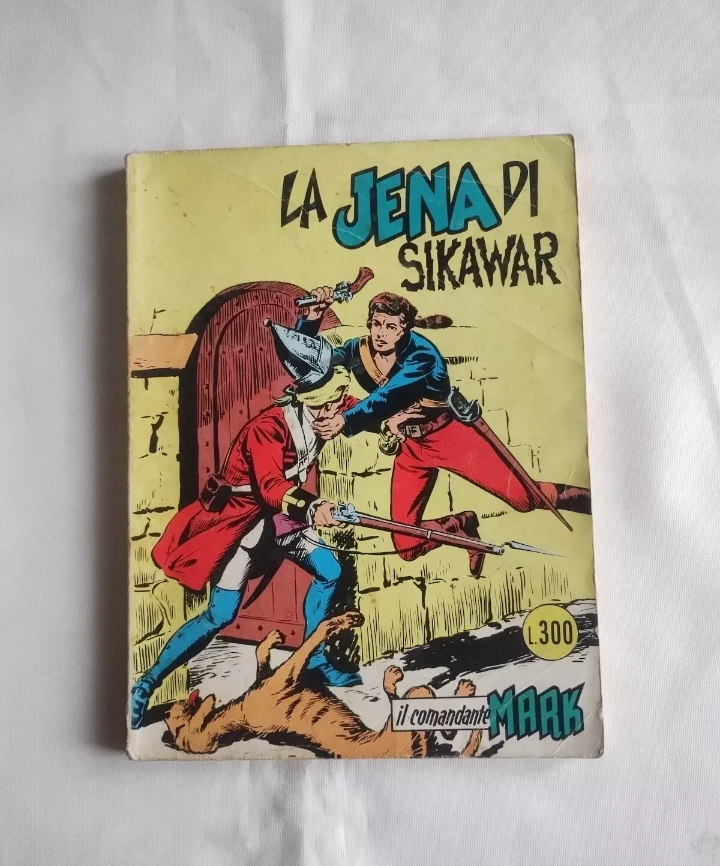 LA JENA DI
SIKAWAR
L.300
il comandante MARK